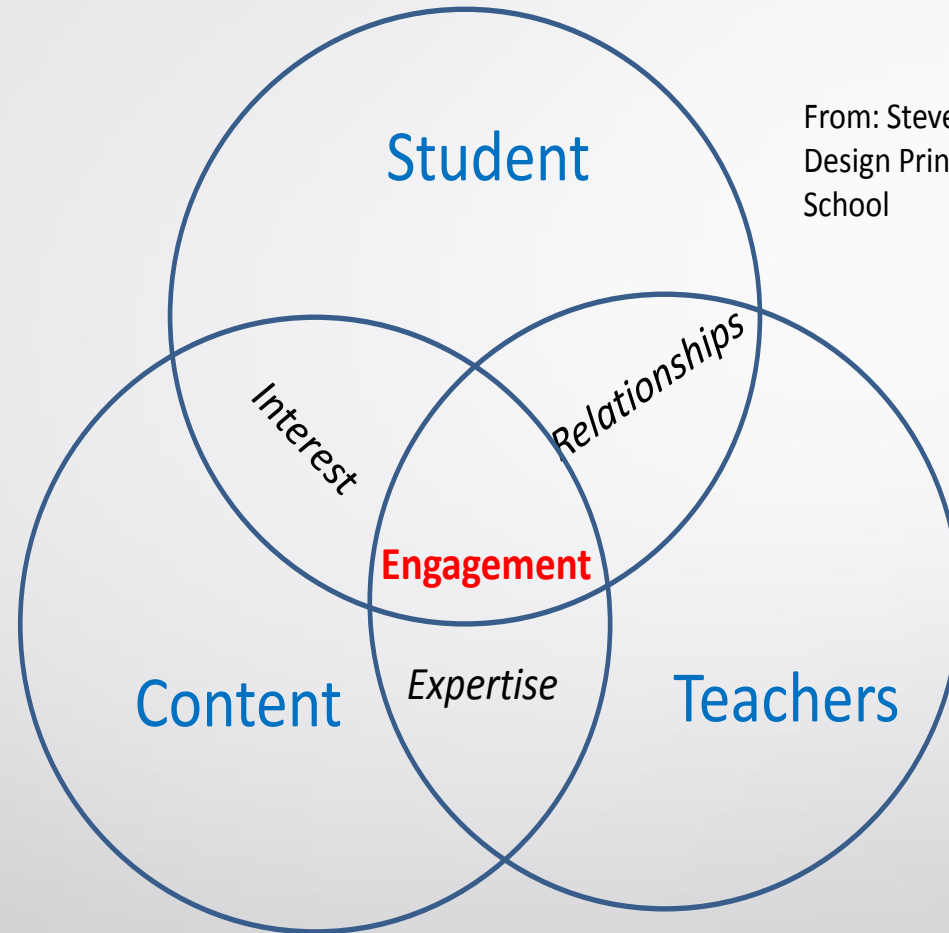 Student
From: Steve
Design Prin
School
Relationships
Interest
Engagement
Expertise
Content
Teachers